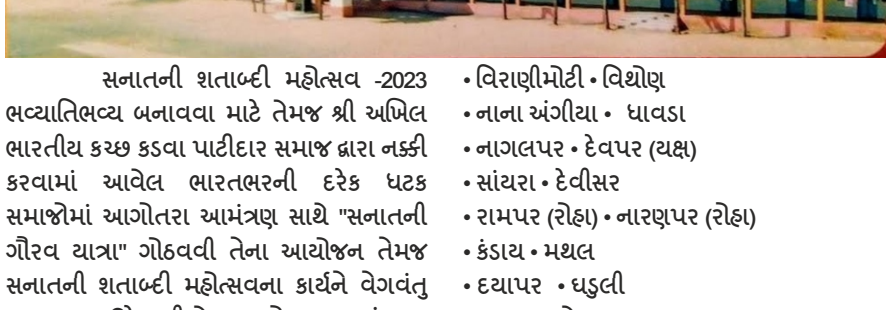 સનાતની શતાબ્દી મહોત્સવ -2023
ભવ્યાતિભવ્ય બનાવવા માટે તેમજ શ્રી અખિલ
ભારતીય કચ્છ કડવા પાટીદાર સમાજ દ્વારા નક્કી
કરવામાં આવેલ ભારતભરની દરેક ઘટક
સમાજોમાં આગોતરા આમંત્રણ સાથે "સનાતની
ગૌરવ યાત્રા" ગોઠવવી તેના આયોજન તેમજ
સનાતની શતાબ્દી મહોત્સવના કાર્યને વેગવંતુ
• વિરાણીમોટી • વિથોણ
• નાના અંગીયા • ધાવડા
• નાગલપર • દેવપર (યક્ષ)
• સાંયરા • દેવીસર
• રામપર (રોહા) • નારણપર (રોહા)
• કંડાય • મથલ
• દયાપર • ઘડુલી